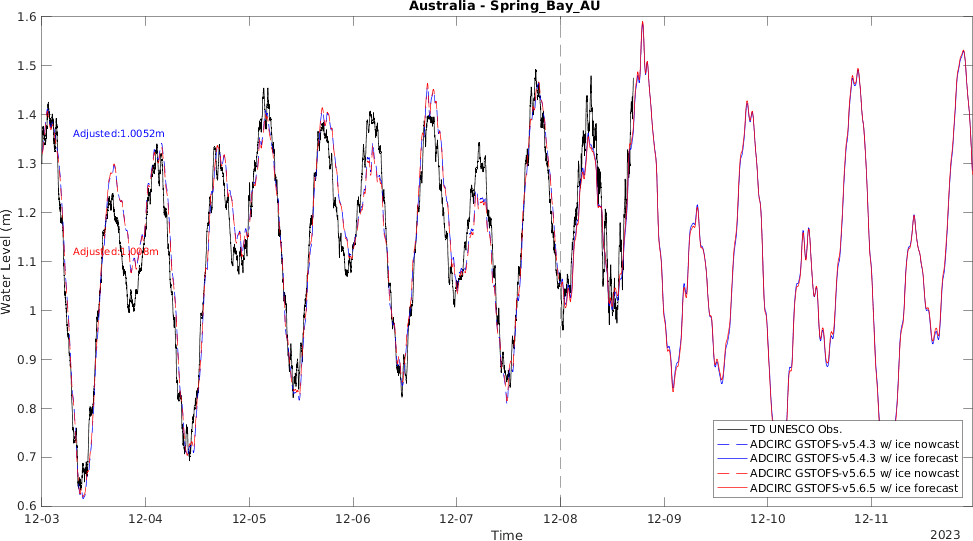 Australia - Spring_Bay_AU
1.6
1.5
1.4
1.3
1.2
1.1
1
0.9
0.8
0.7
0.6
Water Level (m)
Adjusted:1.0052m
Adjusted:1.008m
TD UNESCO Obs.
ADCIRC GSTOFS-v5.4.3 w/ ice nowcast
ADCIRC GSTOFS-v5.4.3 w/ ice forecast
ADCIRC GSTOFS-v5.6.5 w/ ice nowcast
ADCIRC GSTOFS-v5.6.5 w/ ice forecast
12-03 12-04 12-05 12-06 12-07 12-08 12-09 12-10 12-11
Time
2023